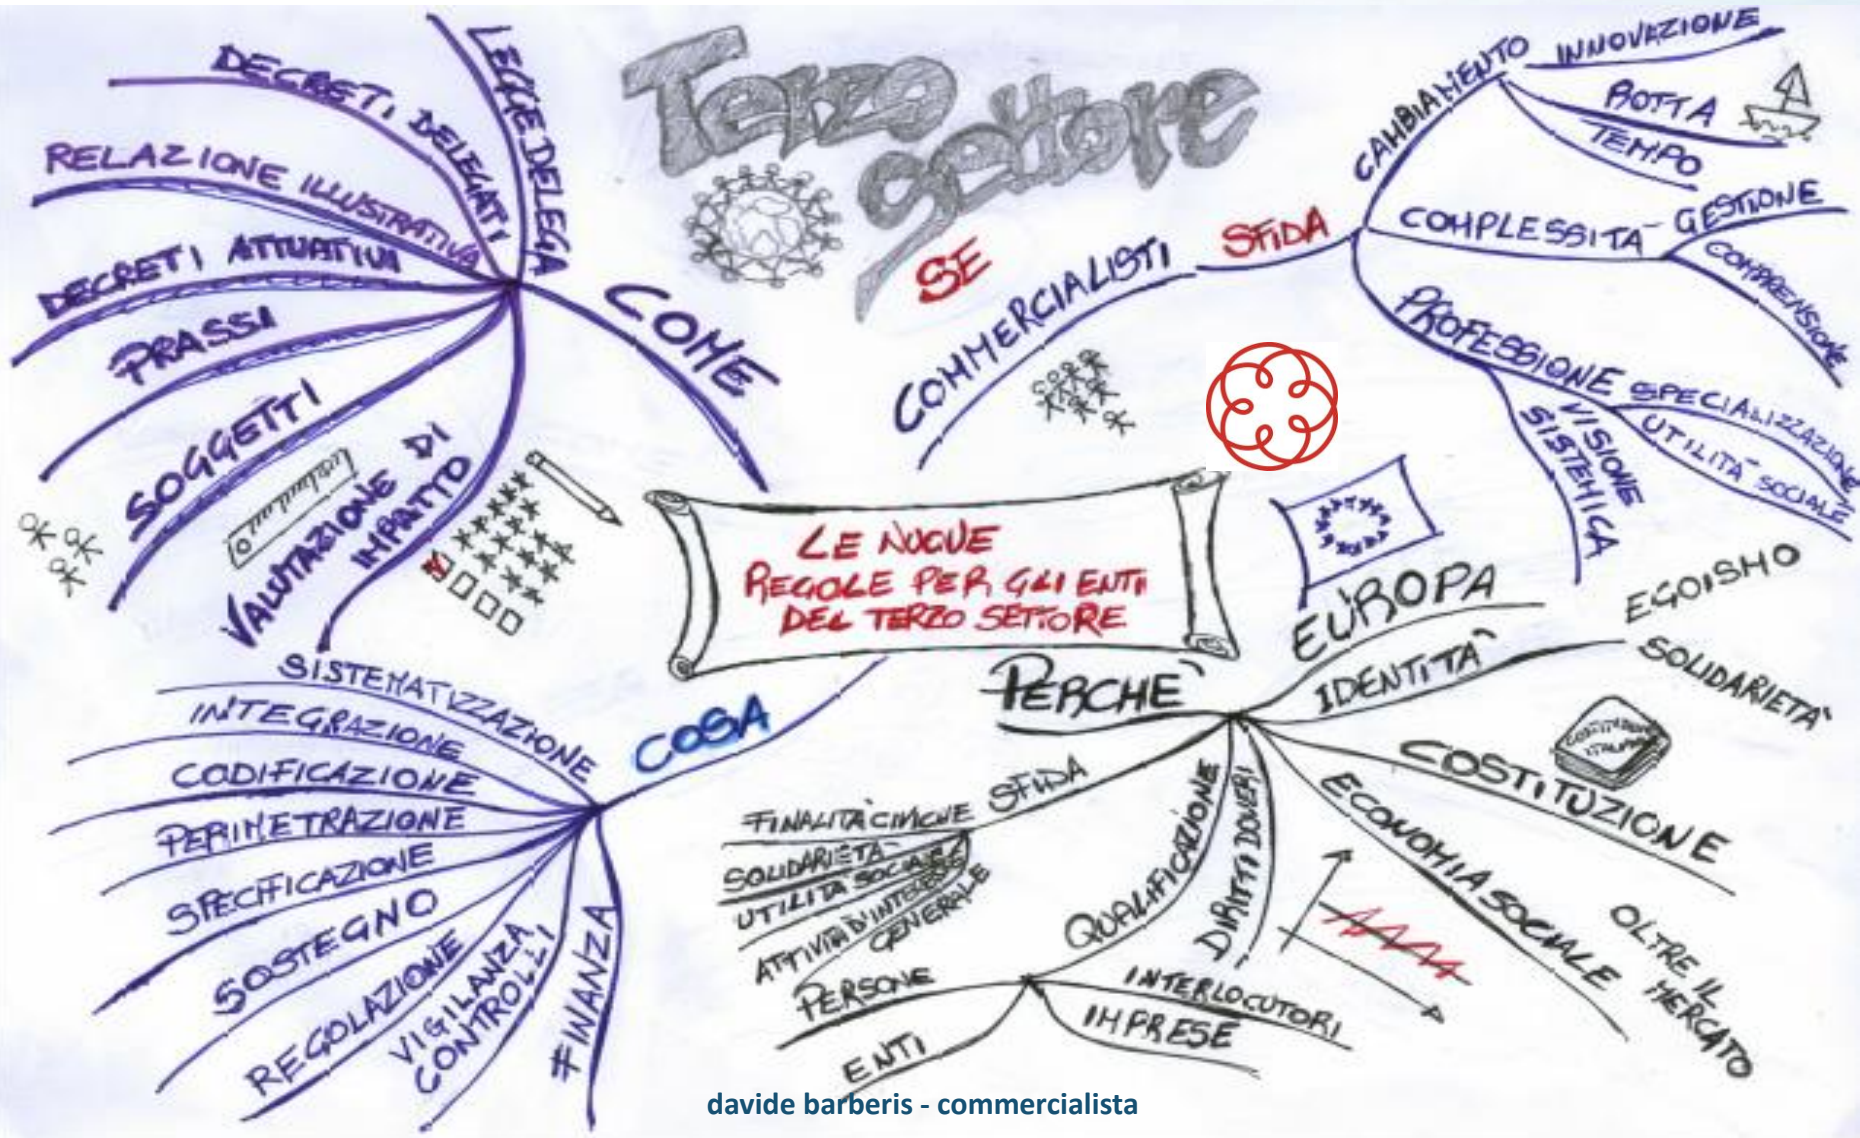 Terzo
Settore
LE NUOVE
REGOLE PER GLI ENTI
DEL TERZO SETTORE
SE
COMMERCIALISTI
SFIDA
CAMBIAMENTO
INNOVAZIONE
ROTTA
TEMPO
COMPLESSITA'
GESTIONE
COMPRENSIONE
PROFESSIONE
SPECIALIZZAZIONE
UTILITA' SOCIALE
VISIONE
SISTEMICA
COME
LEGGE DELEGA
DECRETI DELEGATI
RELAZIONE ILLUSTRATIVA
DECRETI ATTUATIVI
PRASSI
SOGGETTI
VALUTAZIONE DI
IMPATTO
COSA
SISTEMATIZZAZIONE
INTEGRAZIONE
CODIFICAZIONE
PERIMETRAZIONE
SPECIFICAZIONE
SOSTEGNO
REGOLAZIONE
VIGILANZA
CONTROLLI
#FINANZA
PERCHE'
EUROPA
IDENTITA'
EGOISMO
SOLIDARIETA'
COSTITUZIONE
ECONOMIA SOCIALE
OLTRE IL
MERCATO
DIRITTI DOVERI
QUALIFICAZIONE
PERSONE
ENTI
INTERLOCUTORI
IMPRESE
SFIDA
FINALITA' CIVICHE
SOLIDARIETA'
UTILITA' SOCIALE
ATTIVITA' D'INTERESSE
GENERALE
davide barberis - commercialista